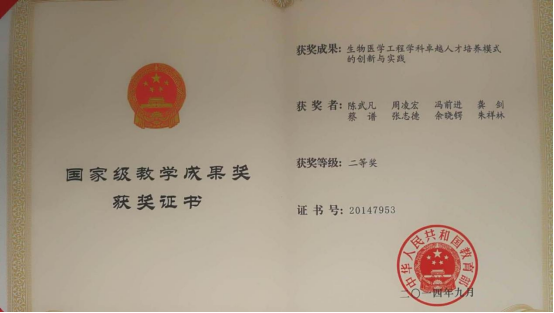 国家级教学成果奖
获奖证书
获奖成果: 生物医学工程学科卓越人才培养模式
的创新与实践
获 奖 者: 陈武凡 周凌宏 冯前进 龚 剑
蔡 谱 张志德 余晓锷 朱祥林
获奖等级: 二等奖
证 书 号: 20147953
中华人民共和国教育部
二〇一四年九月